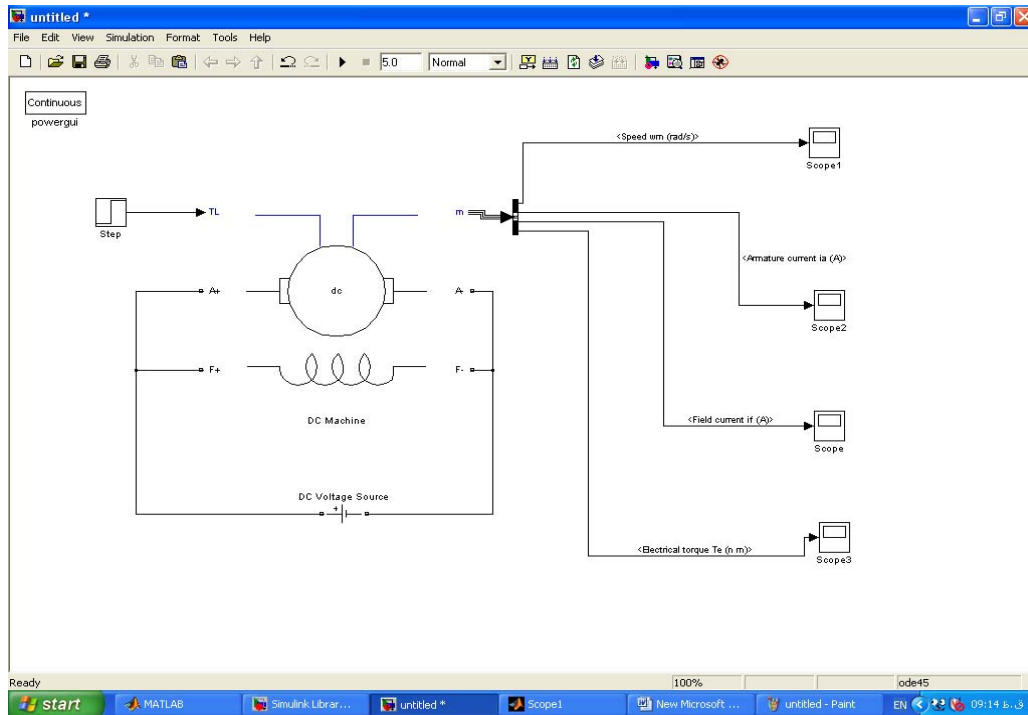 untitled *
File Edit View Simulation Format Tools Help
5.0 Normal
Continuous
powergui
<Speed wm (rad/s)>
Scope1
Step
TL
m
<Armature current ia (A)>
A+
dc
A-
Scope2
F+
F-
DC Machine
<Field current if (A)>
Scope
DC Voltage Source
+
<Electrical torque Te (n m)>
Scope3
Ready 100% ode45
start MATLAB Simulink Librar... untitled * Scope1 New Microsoft ... untitled - Paint EN 09:14 ق.ظ